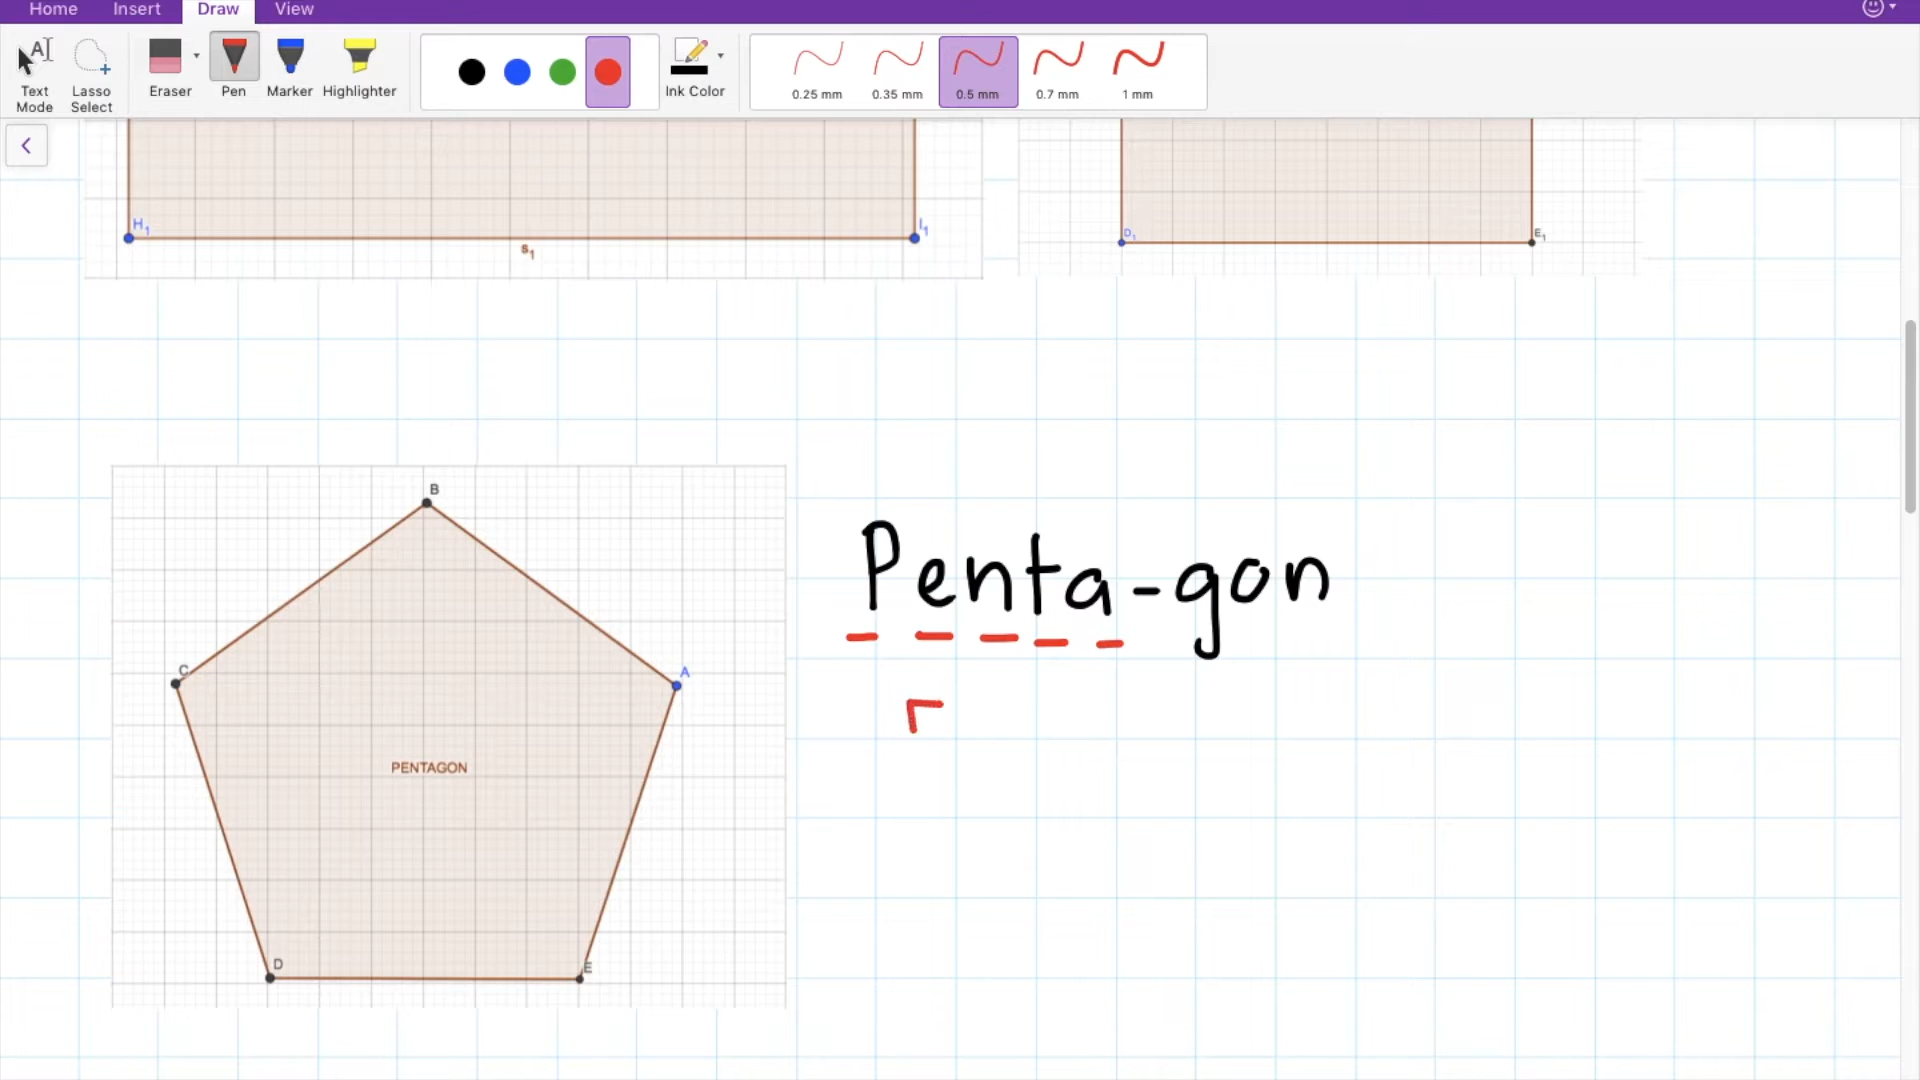 Home Insert Draw View
Text Mode
Lasso Select
Eraser
Pen
Marker
Highlighter
Ink Color
0.25 mm
0.35 mm
0.5 mm
0.7 mm
1 mm
H1
I1
s1
D1
E1
B
C
A
PENTAGON
D
E
Penta-gon